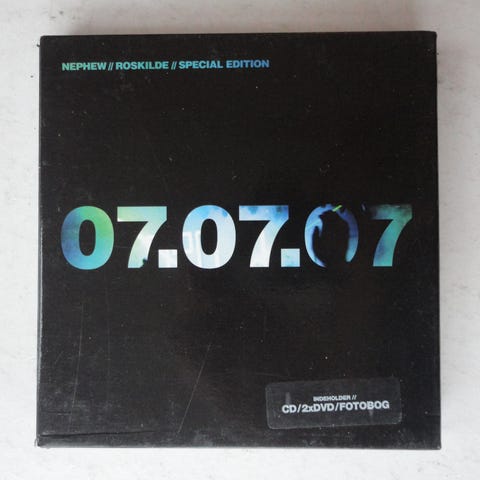 NEPHEW // ROSKILDE // SPECIAL EDITION
07.07.07
INDEHOLDER //
CD/2xDVD/FOTOBOG